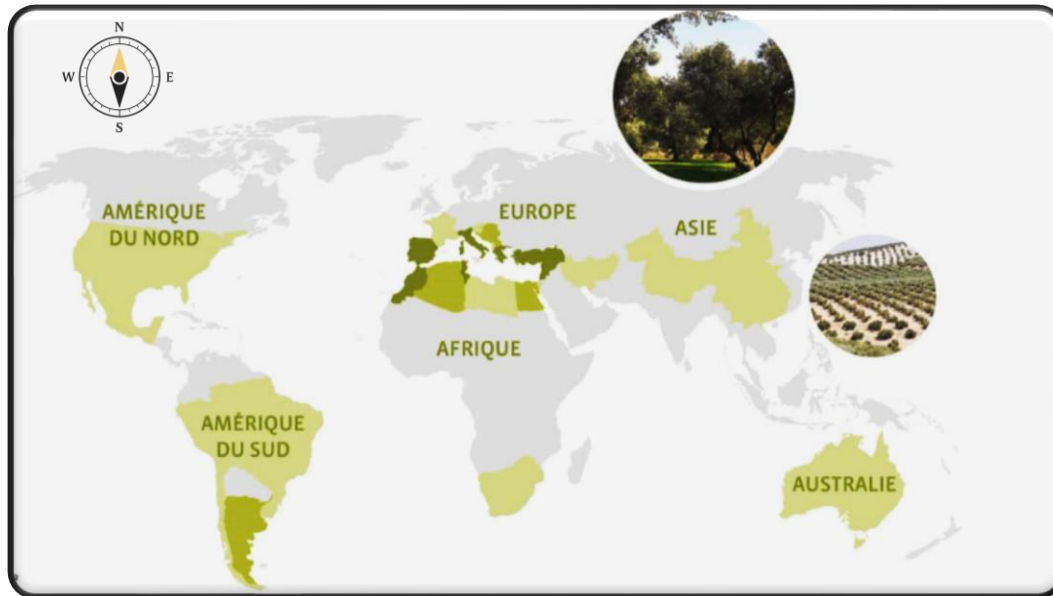 N
W E
S
AMÉRIQUE
DU NORD
EUROPE
ASIE
AFRIQUE
AMÉRIQUE
DU SUD
AUSTRALIE